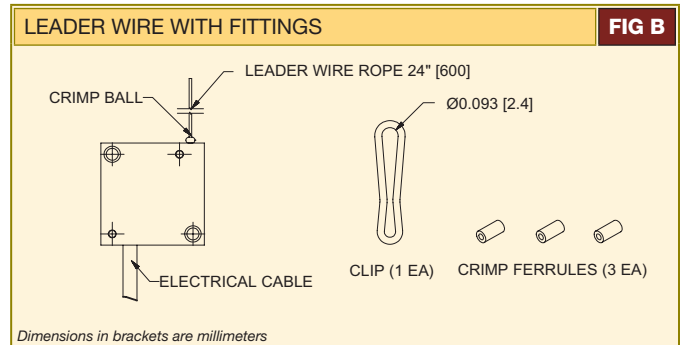 LEADER WIRE WITH FITTINGS
FIG B
LEADER WIRE ROPE 24" [600]
CRIMP BALL
Ø0.093 [2.4]
ELECTRICAL CABLE
CLIP (1 EA)
CRIMP FERRULES (3 EA)
Dimensions in brackets are millimeters